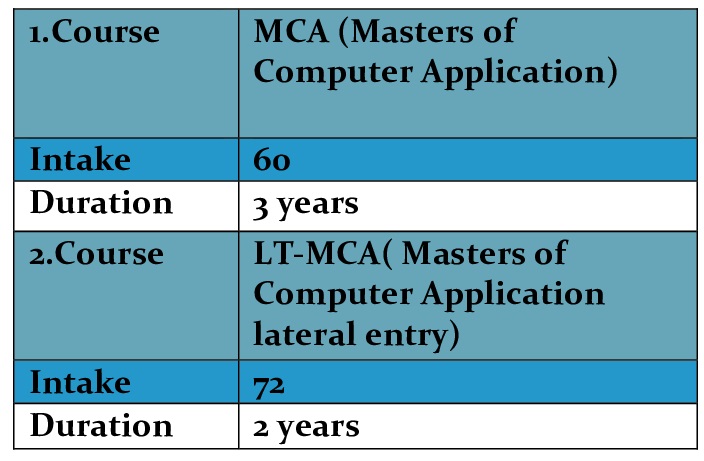 1.Course MCA (Masters of
Computer Application)
Intake 60
Duration 3 years
2.Course LT-MCA( Masters of
Computer Application
lateral entry)
Intake 72
Duration 2 years